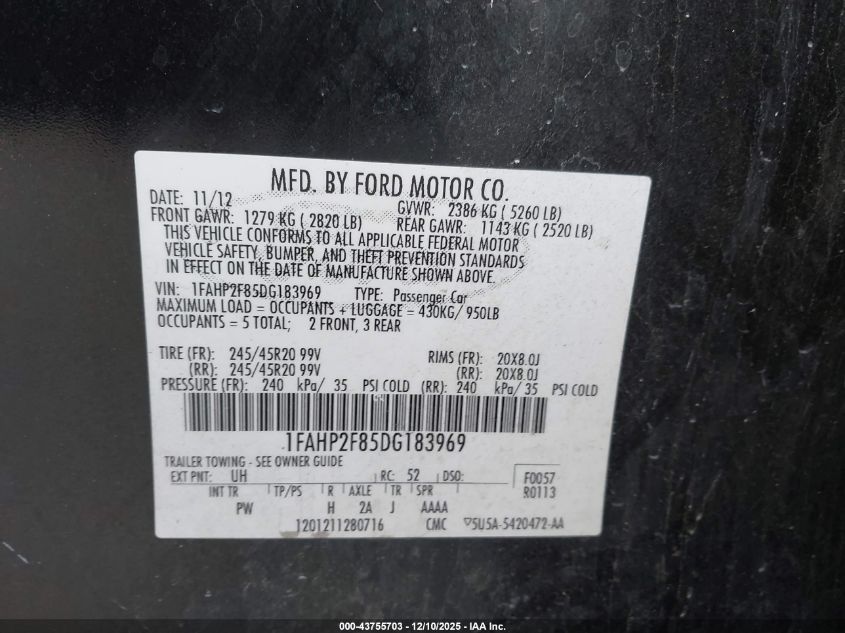 MFD. BY FORD MOTOR CO.
DATE: 11/12 GVWR: 2386 KG ( 5260 LB)
FRONT GAWR: 1279 KG ( 2820 LB) REAR GAWR: 1143 KG ( 2520 LB)
THIS VEHICLE CONFORMS TO ALL APPLICABLE FEDERAL MOTOR
VEHICLE SAFETY, BUMPER, AND THEFT PREVENTION STANDARDS
IN EFFECT ON THE DATE OF MANUFACTURE SHOWN ABOVE.
VIN: 1FAHP2F85DG183969 TYPE: Passenger Car
MAXIMUM LOAD = OCCUPANTS + LUGGAGE = 430KG/ 950LB
OCCUPANTS = 5 TOTAL; 2 FRONT, 3 REAR
TIRE (FR): 245/45R20 99V RIMS (FR): 20X8.0J
(RR): 245/45R20 99V (RR): 20X8.0J
PRESSURE (FR): 240 kPa/ 35 PSI COLD (RR): 240 kPa/ 35 PSI COLD
1FAHP2F85DG183969
TRAILER TOWING - SEE OWNER GUIDE
EXT PNT: UH RC: 52 DSO: F0057
INT TR TP/PS R AXLE TR SPR R0113
PW H 2A J AAAA
1201211280716 CMC 5U5A-5420472-AA
000-43755703 - 12/10/2025 - IAA Inc.